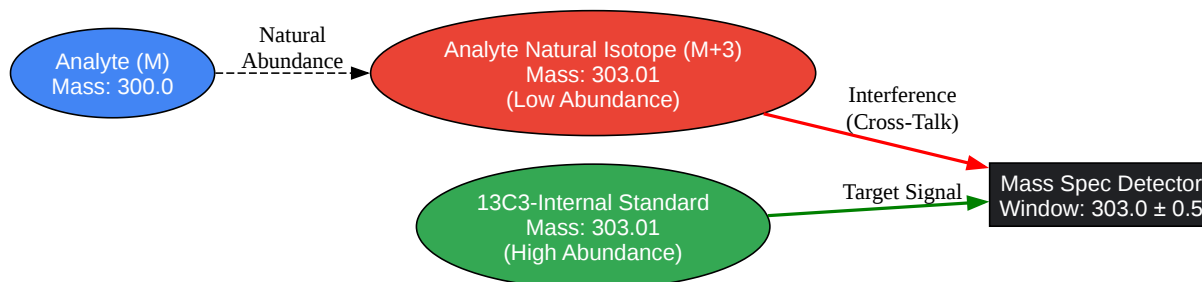 Analyte (M)
Mass: 300.0
Natural
Abundance
Analyte Natural Isotope (M+3)
Mass: 303.01
(Low Abundance)
Interference
(Cross-Talk)
13C3-Internal Standard
Mass: 303.01
(High Abundance)
Target Signal
Mass Spec Detector
Window: 303.0 ± 0.5